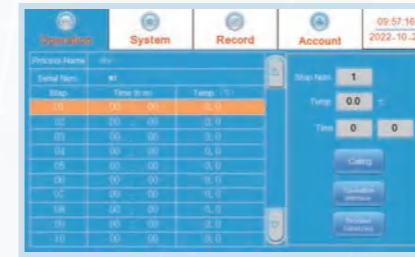 Operation System Record Account 09:57:16
2022-10-2
Process Name
Serial Num. #1
Step Time(h:m) Temp.(℃)
01 00 : 00 0.0
02 00 : 00 0.0
03 00 : 00 0.0
04 00 : 00 0.0
05 00 : 00 0.0
06 00 : 00 0.0
07 00 : 00 0.0
08 00 : 00 0.0
09 00 : 00 0.0
10 00 : 00 0.0
Step Num. 1
Temp 0.0 ℃
Time 0 0
Calling
Operation Interface